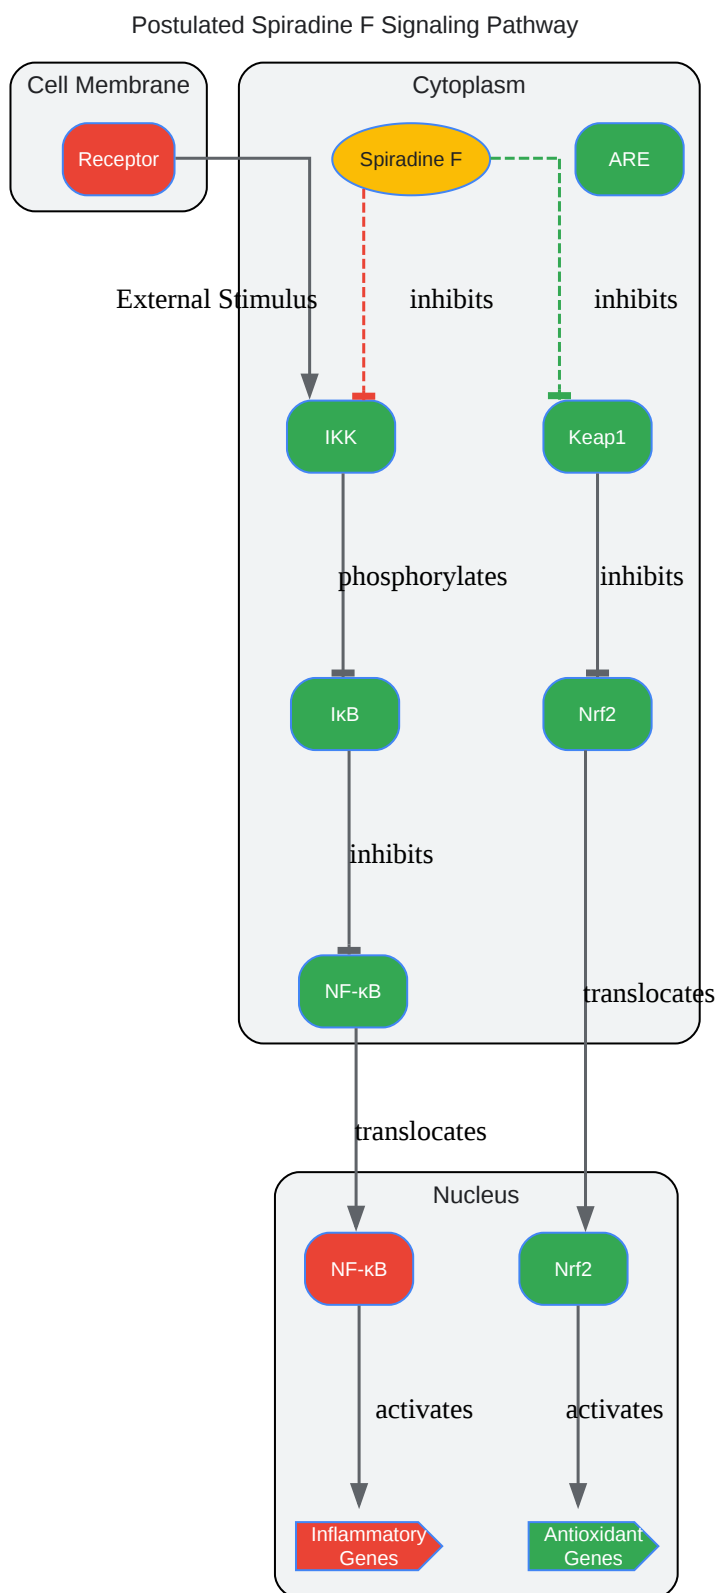 Postulated Spiradine F Signaling Pathway
Cell Membrane
Cytoplasm
Receptor
Spiradine F
ARE
External Stimulus
inhibits
inhibits
IKK
Keap1
phosphorylates
inhibits
IκB
Nrf2
inhibits
NF-κB
translocates
translocates
Nucleus
NF-κB
Nrf2
activates
activates
Inflammatory
Genes
Antioxidant
Genes